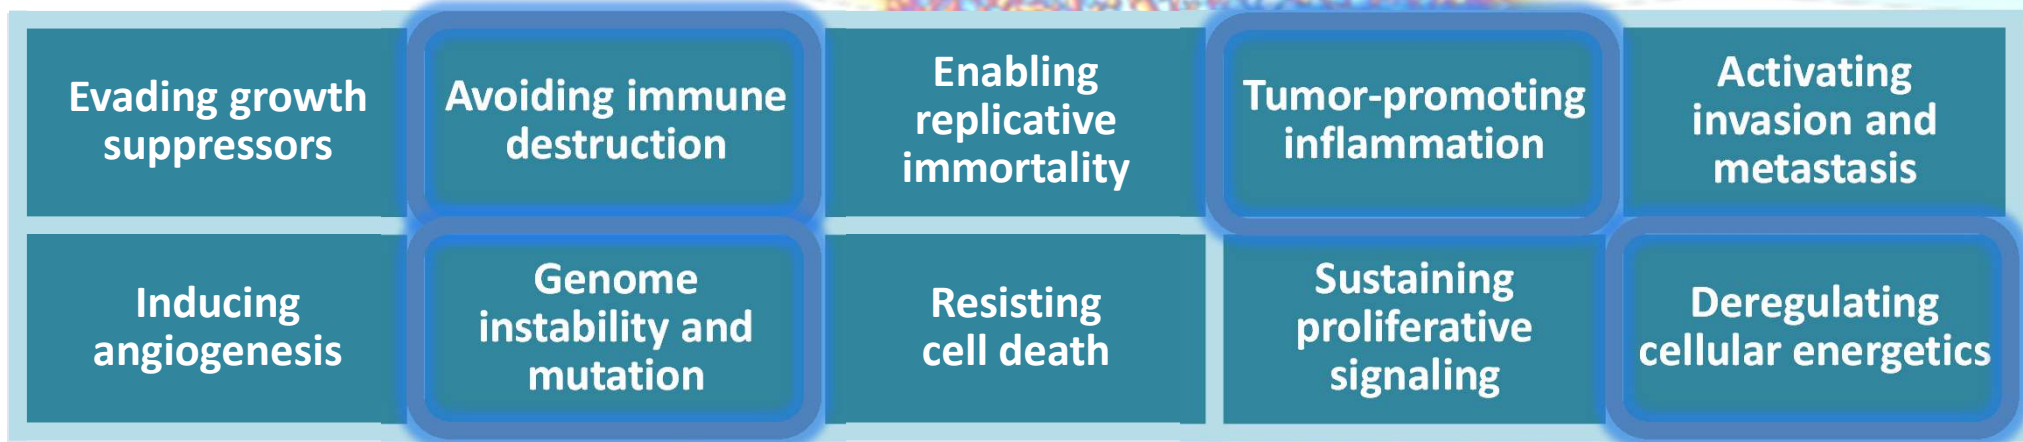 Evading growth
suppressors
Avoiding immune
destruction
Enabling
replicative
immortality
Tumor-promoting
inflammation
Activating
invasion and
metastasis
Inducing
angiogenesis
Genome
instability and
mutation
Resisting
cell death
Sustaining
proliferative
signaling
Deregulating
cellular energetics